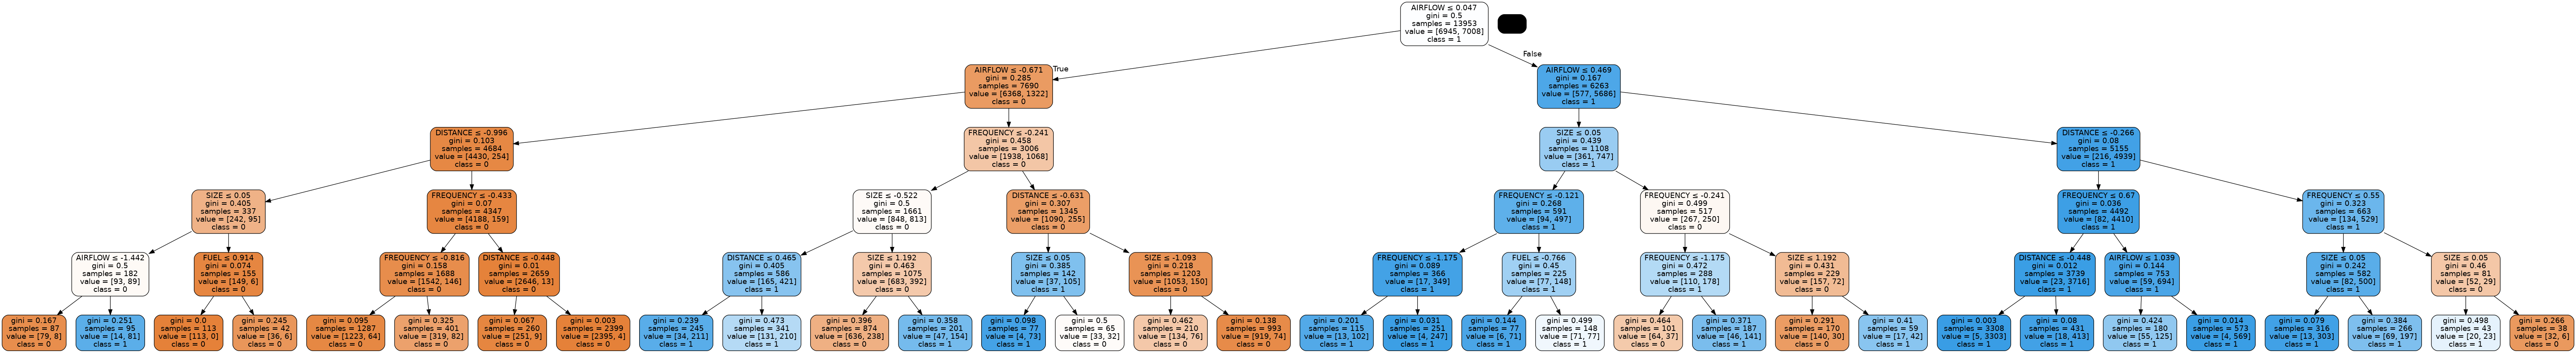 AIRFLOW ≤ 0.047
gini = 0.5
samples = 13953
value = [6945, 7008]
class = 1
True
False
AIRFLOW ≤ -0.671
gini = 0.285
samples = 7690
value = [6368, 1322]
class = 0
AIRFLOW ≤ 0.469
gini = 0.167
samples = 6263
value = [577, 5686]
class = 1
DISTANCE ≤ -0.996
gini = 0.103
samples = 4684
value = [4430, 254]
class = 0
FREQUENCY ≤ -0.241
gini = 0.458
samples = 3006
value = [1938, 1068]
class = 0
SIZE ≤ 0.05
gini = 0.439
samples = 1108
value = [361, 747]
class = 1
DISTANCE ≤ -0.266
gini = 0.08
samples = 5155
value = [216, 4939]
class = 1
SIZE ≤ 0.05
gini = 0.405
samples = 337
value = [242, 95]
class = 0
FREQUENCY ≤ -0.433
gini = 0.07
samples = 4347
value = [4188, 159]
class = 0
SIZE ≤ -0.522
gini = 0.5
samples = 1661
value = [848, 813]
class = 0
DISTANCE ≤ -0.631
gini = 0.307
samples = 1345
value = [1090, 255]
class = 0
FREQUENCY ≤ -0.121
gini = 0.268
samples = 591
value = [94, 497]
class = 1
FREQUENCY ≤ -0.241
gini = 0.499
samples = 517
value = [267, 250]
class = 0
FREQUENCY ≤ 0.67
gini = 0.036
samples = 4492
value = [82, 4410]
class = 1
FREQUENCY ≤ 0.55
gini = 0.323
samples = 663
value = [134, 529]
class = 1
AIRFLOW ≤ -1.442
gini = 0.5
samples = 182
value = [93, 89]
class = 0
FUEL ≤ 0.914
gini = 0.074
samples = 155
value = [149, 6]
class = 0
FREQUENCY ≤ -0.816
gini = 0.158
samples = 1688
value = [1542, 146]
class = 0
DISTANCE ≤ -0.448
gini = 0.01
samples = 2659
value = [2646, 13]
class = 0
DISTANCE ≤ 0.465
gini = 0.405
samples = 586
value = [165, 421]
class = 1
SIZE ≤ 1.192
gini = 0.463
samples = 1075
value = [683, 392]
class = 0
SIZE ≤ 0.05
gini = 0.385
samples = 142
value = [37, 105]
class = 1
SIZE ≤ -1.093
gini = 0.218
samples = 1203
value = [1053, 150]
class = 0
FREQUENCY ≤ -1.175
gini = 0.089
samples = 366
value = [17, 349]
class = 1
FUEL ≤ -0.766
gini = 0.45
samples = 225
value = [77, 148]
class = 1
FREQUENCY ≤ -1.175
gini = 0.472
samples = 288
value = [110, 178]
class = 1
SIZE ≤ 1.192
gini = 0.431
samples = 229
value = [157, 72]
class = 0
DISTANCE ≤ -0.448
gini = 0.012
samples = 3739
value = [23, 3716]
class = 1
AIRFLOW ≤ 1.039
gini = 0.144
samples = 753
value = [59, 694]
class = 1
SIZE ≤ 0.05
gini = 0.242
samples = 582
value = [82, 500]
class = 1
SIZE ≤ 0.05
gini = 0.46
samples = 81
value = [52, 29]
class = 0
gini = 0.167
samples = 87
value = [79, 8]
class = 0
gini = 0.251
samples = 95
value = [14, 81]
class = 1
gini = 0.0
samples = 113
value = [113, 0]
class = 0
gini = 0.245
samples = 42
value = [36, 6]
class = 0
gini = 0.095
samples = 1287
value = [1223, 64]
class = 0
gini = 0.325
samples = 401
value = [319, 82]
class = 0
gini = 0.067
samples = 260
value = [251, 9]
class = 0
gini = 0.003
samples = 2399
value = [2395, 4]
class = 0
gini = 0.239
samples = 245
value = [34, 211]
class = 1
gini = 0.473
samples = 341
value = [131, 210]
class = 1
gini = 0.396
samples = 874
value = [636, 238]
class = 0
gini = 0.358
samples = 201
value = [47, 154]
class = 1
gini = 0.098
samples = 77
value = [4, 73]
class = 1
gini = 0.5
samples = 65
value = [33, 32]
class = 0
gini = 0.462
samples = 210
value = [134, 76]
class = 0
gini = 0.138
samples = 993
value = [919, 74]
class = 0
gini = 0.201
samples = 115
value = [13, 102]
class = 1
gini = 0.031
samples = 251
value = [4, 247]
class = 1
gini = 0.144
samples = 77
value = [6, 71]
class = 1
gini = 0.499
samples = 148
value = [71, 77]
class = 1
gini = 0.464
samples = 101
value = [64, 37]
class = 0
gini = 0.371
samples = 187
value = [46, 141]
class = 1
gini = 0.291
samples = 170
value = [140, 30]
class = 0
gini = 0.41
samples = 59
value = [17, 42]
class = 1
gini = 0.003
samples = 3308
value = [5, 3303]
class = 1
gini = 0.08
samples = 431
value = [18, 413]
class = 1
gini = 0.424
samples = 180
value = [55, 125]
class = 1
gini = 0.014
samples = 573
value = [4, 569]
class = 1
gini = 0.079
samples = 316
value = [13, 303]
class = 1
gini = 0.384
samples = 266
value = [69, 197]
class = 1
gini = 0.498
samples = 43
value = [20, 23]
class = 1
gini = 0.266
samples = 38
value = [32, 6]
class = 0